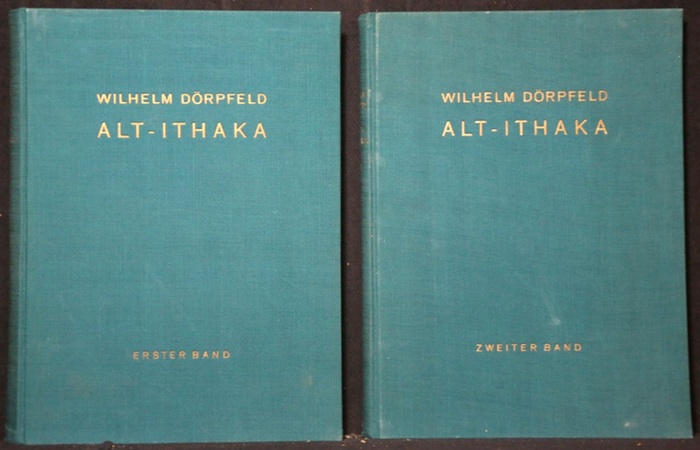 WILHELM DÖRPFELD
ALT-ITHAKA
ERSTER BAND
WILHELM DÖRPFELD
ALT-ITHAKA
ZWEITER BAND